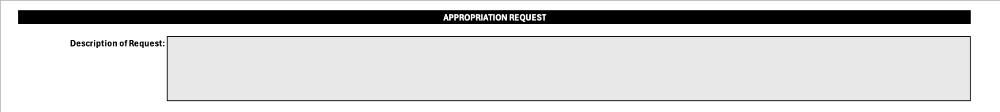 APPROPRIATION REQUEST
Description of Request: